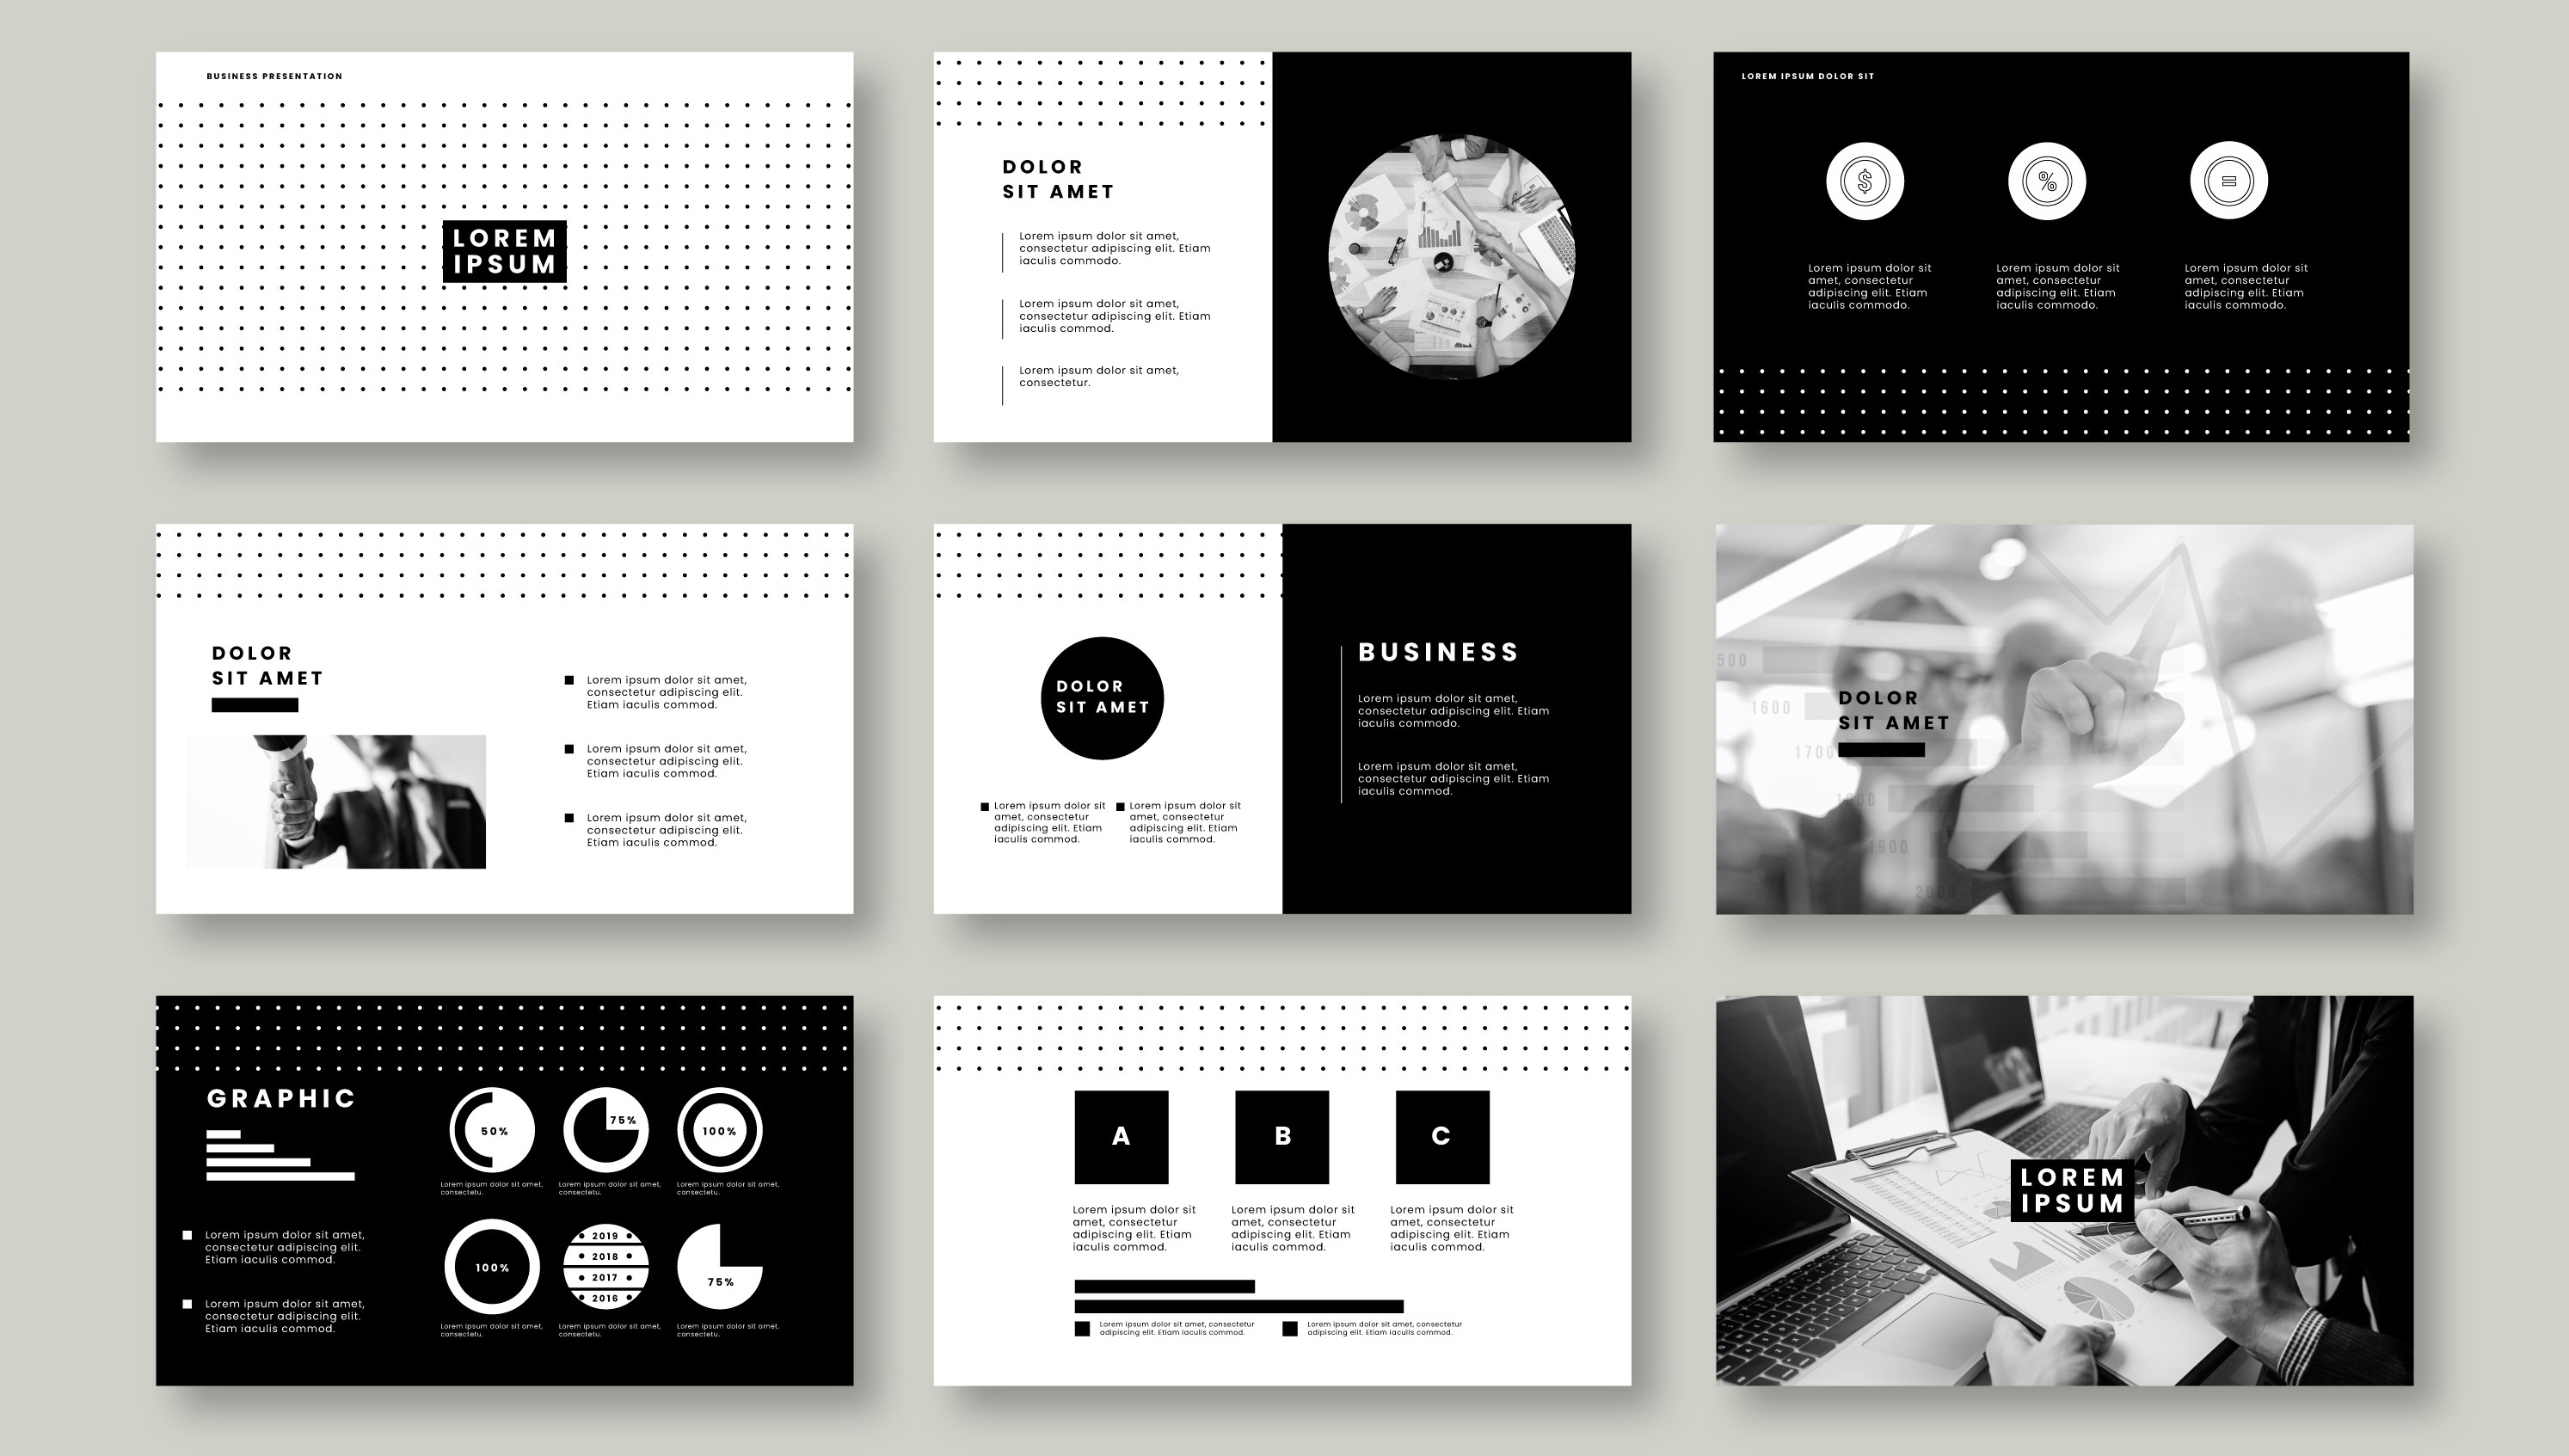 BUSINESS PRESENTATION
LOREM
IPSUM
DOLOR
SIT AMET
Lorem ipsum dolor sit amet,
consectetur adipiscing elit. Etiam
iaculis commodo.
Lorem ipsum dolor sit amet,
consectetur adipiscing elit. Etiam
iaculis commod.
Lorem ipsum dolor sit amet,
consectetur.
LOREM IPSUM DOLOR SIT
$
%
=
Lorem ipsum dolor sit
amet, consectetur
adipiscing elit. Etiam
iaculis commodo.
Lorem ipsum dolor sit
amet, consectetur
adipiscing elit. Etiam
iaculis commodo.
Lorem ipsum dolor sit
amet, consectetur
adipiscing elit. Etiam
iaculis commodo.
DOLOR
SIT AMET
Lorem ipsum dolor sit amet,
consectetur adipiscing elit.
Etiam iaculis commod.
Lorem ipsum dolor sit amet,
consectetur adipiscing elit.
Etiam iaculis commod.
Lorem ipsum dolor sit amet,
consectetur adipiscing elit.
Etiam iaculis commod.
DOLOR
SIT AMET
Lorem ipsum dolor sit
amet, consectetur
adipiscing elit. Etiam
iaculis commod.
Lorem ipsum dolor sit
amet, consectetur
adipiscing elit. Etiam
iaculis commod.
BUSINESS
Lorem ipsum dolor sit amet,
consectetur adipiscing elit. Etiam
iaculis commodo.
Lorem ipsum dolor sit amet,
consectetur adipiscing elit. Etiam
iaculis commod.
500
1600
1700
DOLOR
SIT AMET
1800
1900
2000
GRAPHIC
Lorem ipsum dolor sit amet,
consectetur adipiscing elit.
Etiam iaculis commod.
Lorem ipsum dolor sit amet,
consectetur adipiscing elit.
Etiam iaculis commod.
50%
75%
100%
Lorem ipsum dolor sit amet,
consectetu.
Lorem ipsum dolor sit amet,
consectetu.
Lorem ipsum dolor sit amet,
consectetu.
100%
2019
2018
2017
2016
75%
Lorem ipsum dolor sit amet,
consectetu.
Lorem ipsum dolor sit amet,
consectetu.
Lorem ipsum dolor sit amet,
consectetu.
A
B
C
Lorem ipsum dolor sit
amet, consectetur
adipiscing elit. Etiam
iaculis commod.
Lorem ipsum dolor sit
amet, consectetur
adipiscing elit. Etiam
iaculis commod.
Lorem ipsum dolor sit
amet, consectetur
adipiscing elit. Etiam
iaculis commod.
Lorem ipsum dolor sit amet, consectetur
adipiscing elit. Etiam iaculis commod.
Lorem ipsum dolor sit amet, consectetur
adipiscing elit. Etiam iaculis commod.
LOREM
IPSUM